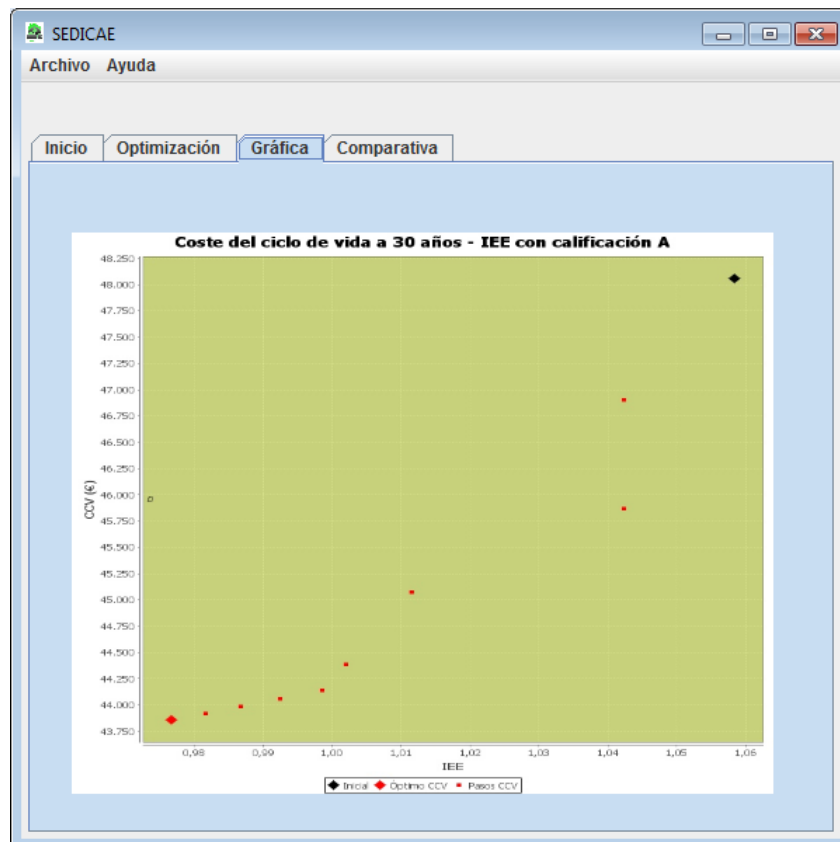 SEDICAE
Archivo Ayuda
Inicio Optimización Gráfica Comparativa
Coste del ciclo de vida a 30 años - IEE con calificación A
48.250
48.000
47.750
47.500
47.250
47.000
46.750
46.500
46.250
46.000
45.750
45.500
45.250
45.000
44.750
44.500
44.250
44.000
43.750
CCV (€)
0,98 0,99 1,00 1,01 1,02 1,03 1,04 1,05 1,06
IEE
Inicial Óptimo CCV Pasos CCV